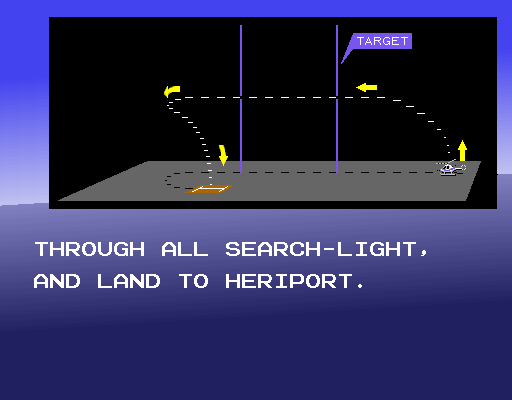 TARGET
THROUGH ALL SEARCH-LIGHT,
AND LAND TO HERIPORT.